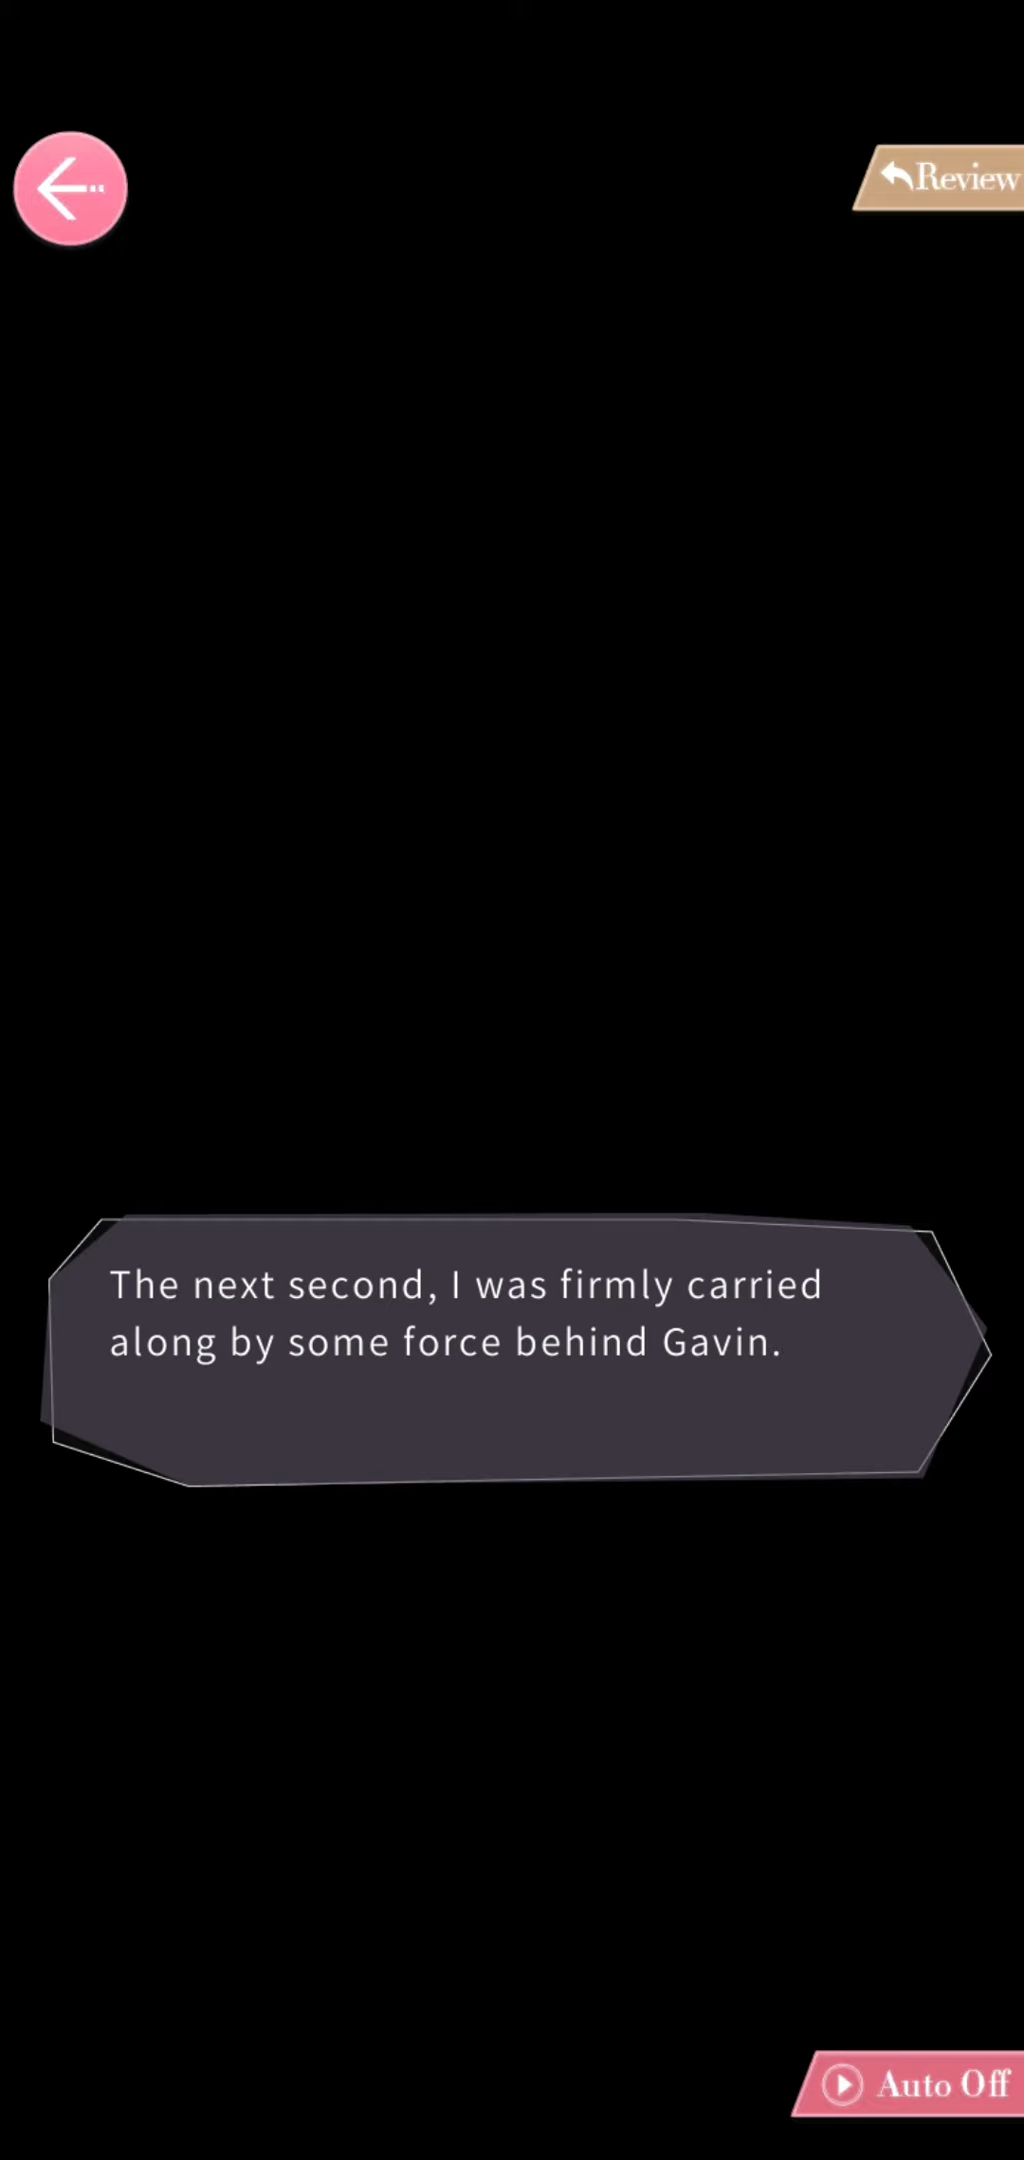 Review
The next second, I was firmly carried
along by some force behind Gavin.
Auto Off